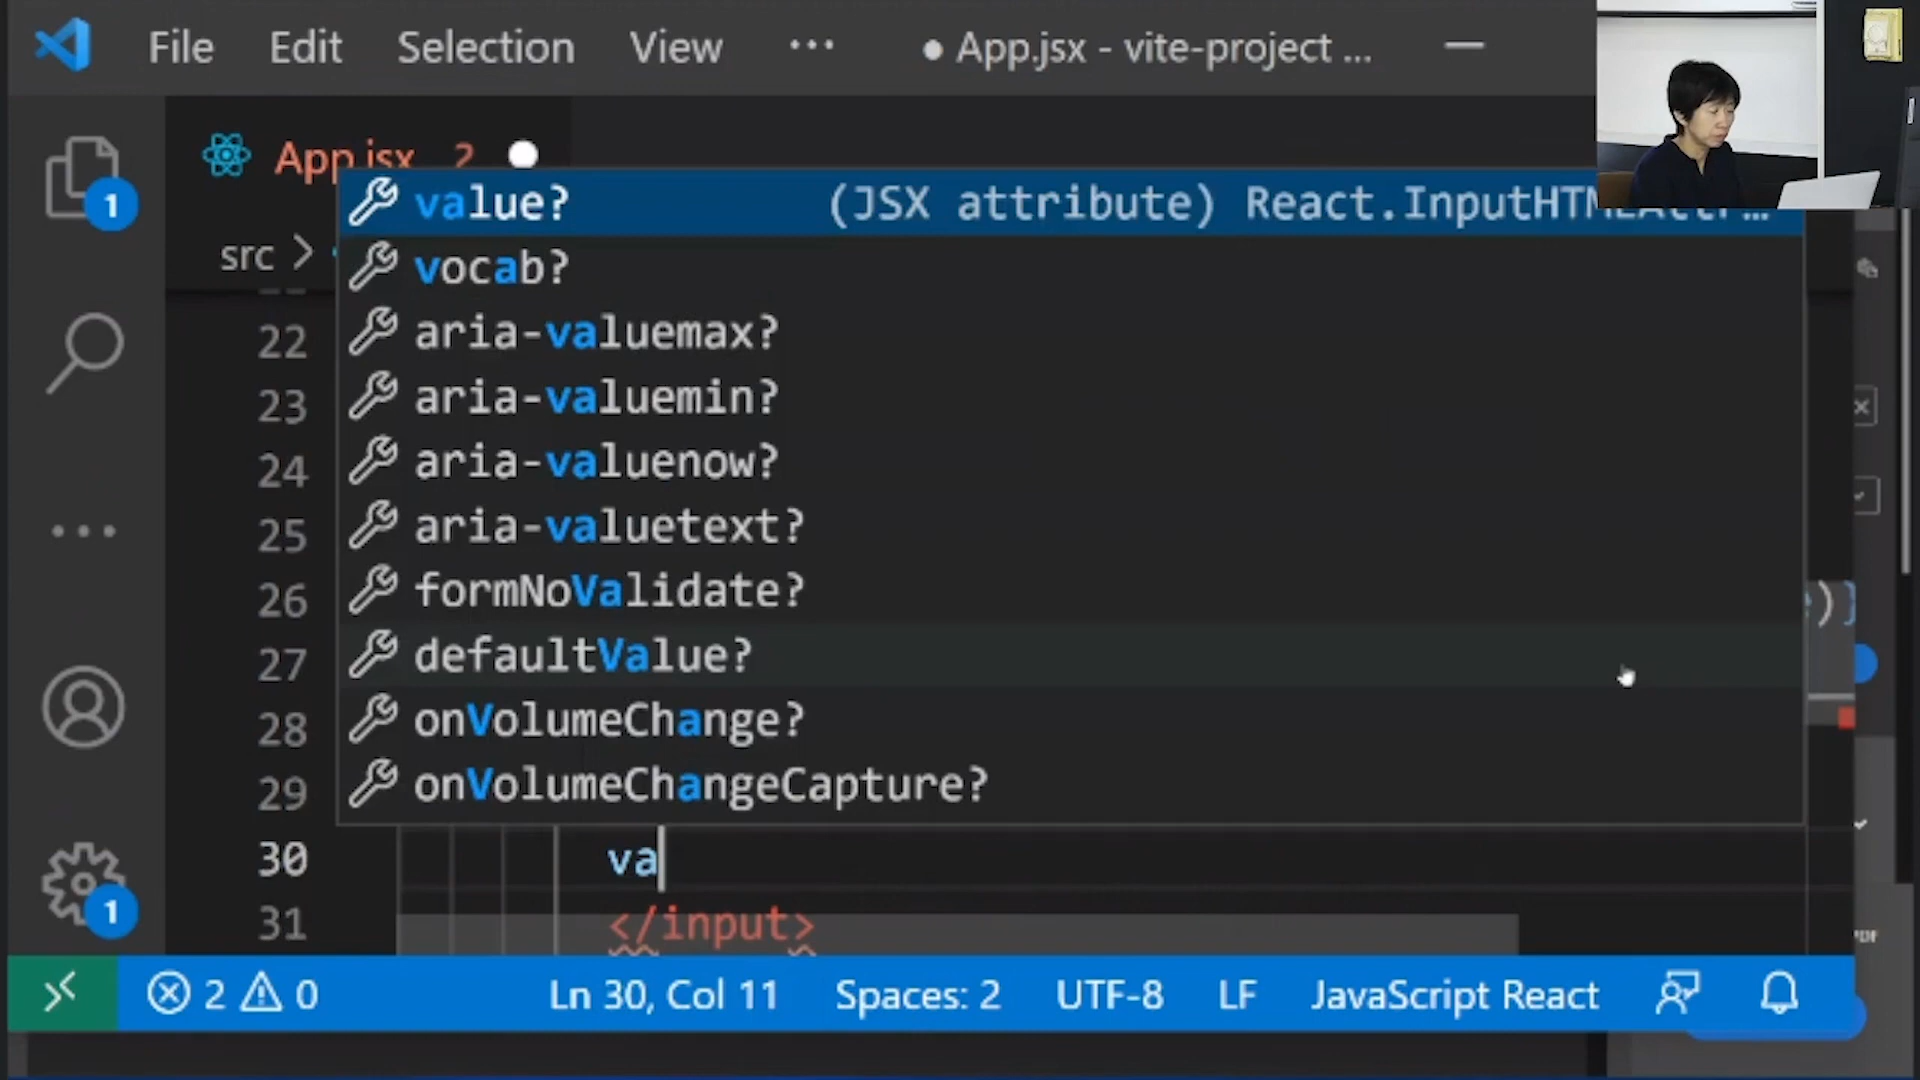 File Edit Selection View ··· ● App.jsx - vite-project ...
App.jsx 2
1
src >
value? (JSX attribute) React.InputHTMLAttr…
vocab?
aria-valuemax?
aria-valuemin?
aria-valuenow?
aria-valuetext?
formNoValidate?
defaultValue?
onVolumeChange?
onVolumeChangeCapture?
22
23
24
25
26
27
28
29
30 va
31 </input>
1
2 0 Ln 30, Col 11 Spaces: 2 UTF-8 LF JavaScript React